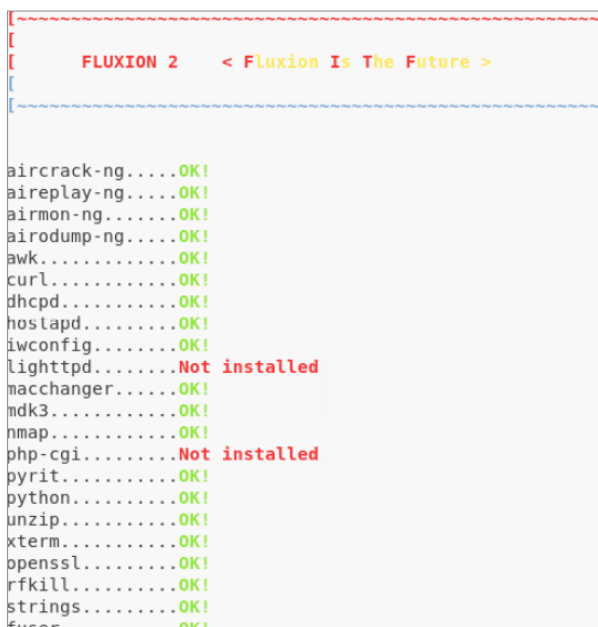 [~~~~~~~~~~~~~~~~~~~~~~~~~~~~~~~~~~~~~~~~~~~~~~~~~~~~~~
[
[ FLUXION 2 < Fluxion Is The Future >
[
[~~~~~~~~~~~~~~~~~~~~~~~~~~~~~~~~~~~~~~~~~~~~~~~~~~~~~~
aircrack-ng.....OK!
aireplay-ng.....OK!
airmon-ng.......OK!
airodump-ng.....OK!
awk.............OK!
curl............OK!
dhcpd...........OK!
hostapd.........OK!
iwconfig........OK!
lighttpd........Not installed
macchanger......OK!
mdk3............OK!
nmap............OK!
php-cgi.........Not installed
pyrit...........OK!
python..........OK!
unzip...........OK!
xterm...........OK!
openssl.........OK!
rfkill..........OK!
strings.........OK!
fuser...........OK!